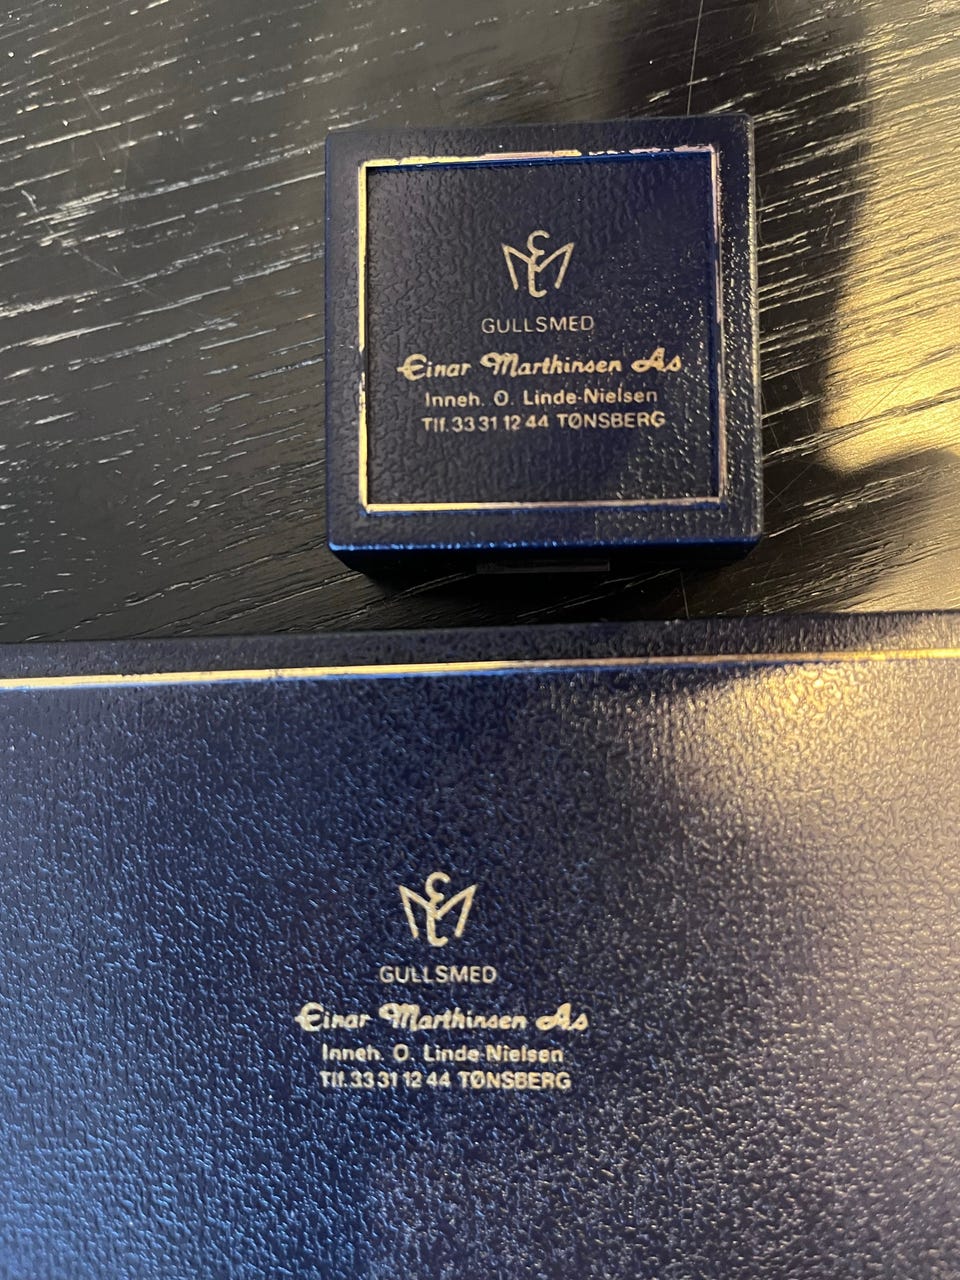 GULLSMED
Einar Marthinsen As
Inneh. O. Linde-Nielsen
Tlf. 33 31 12 44 TØNSBERG
GULLSMED
Einar Marthinsen As
Inneh. O. Linde-Nielsen
Tlf. 33 31 12 44 TØNSBERG